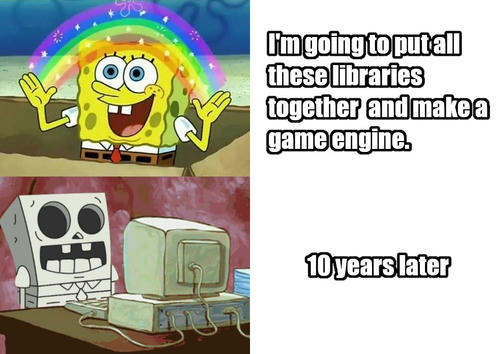 I'm going to put all
these libraries
together and make a
game engine.
10 years later